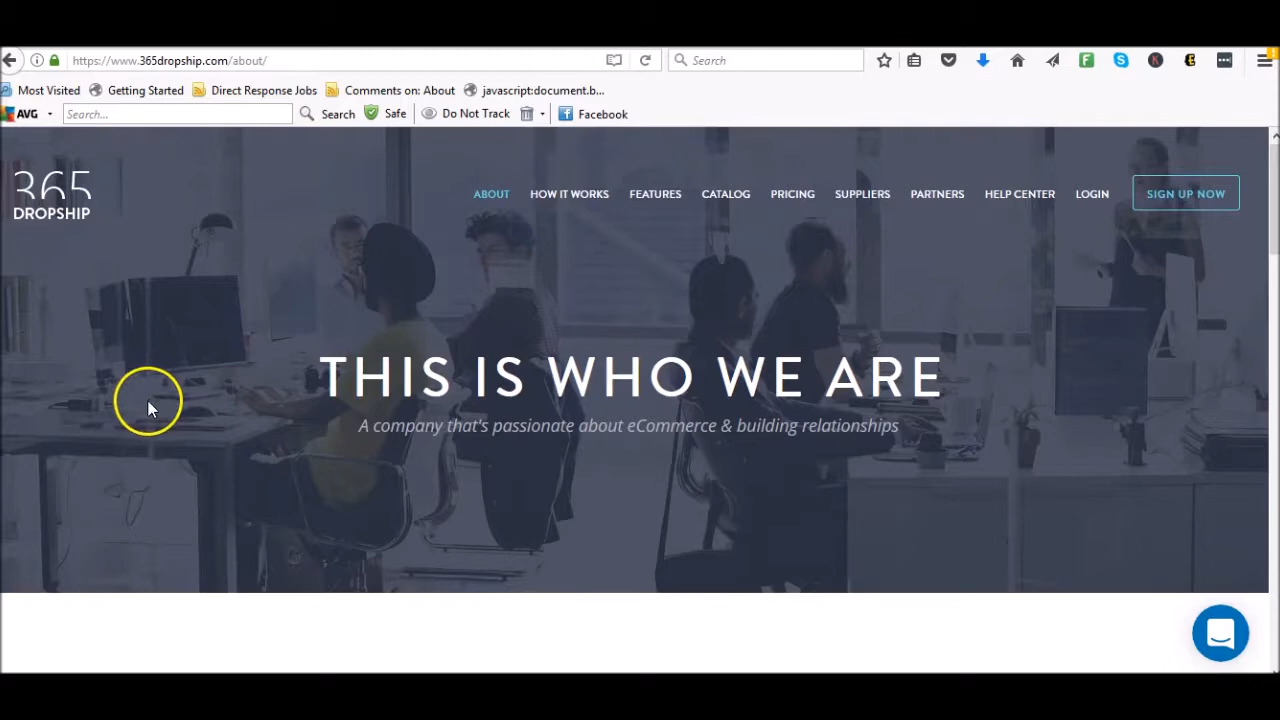 https://www.365dropship.com/about/
Search
Most Visited Getting Started Direct Response Jobs Comments on: About javascript:document.b...
AVG Search... Search Safe Do Not Track Facebook
365
DROPSHIP
ABOUT HOW IT WORKS FEATURES CATALOG PRICING SUPPLIERS PARTNERS HELP CENTER LOGIN SIGN UP NOW
THIS IS WHO WE ARE
A company that's passionate about eCommerce & building relationships